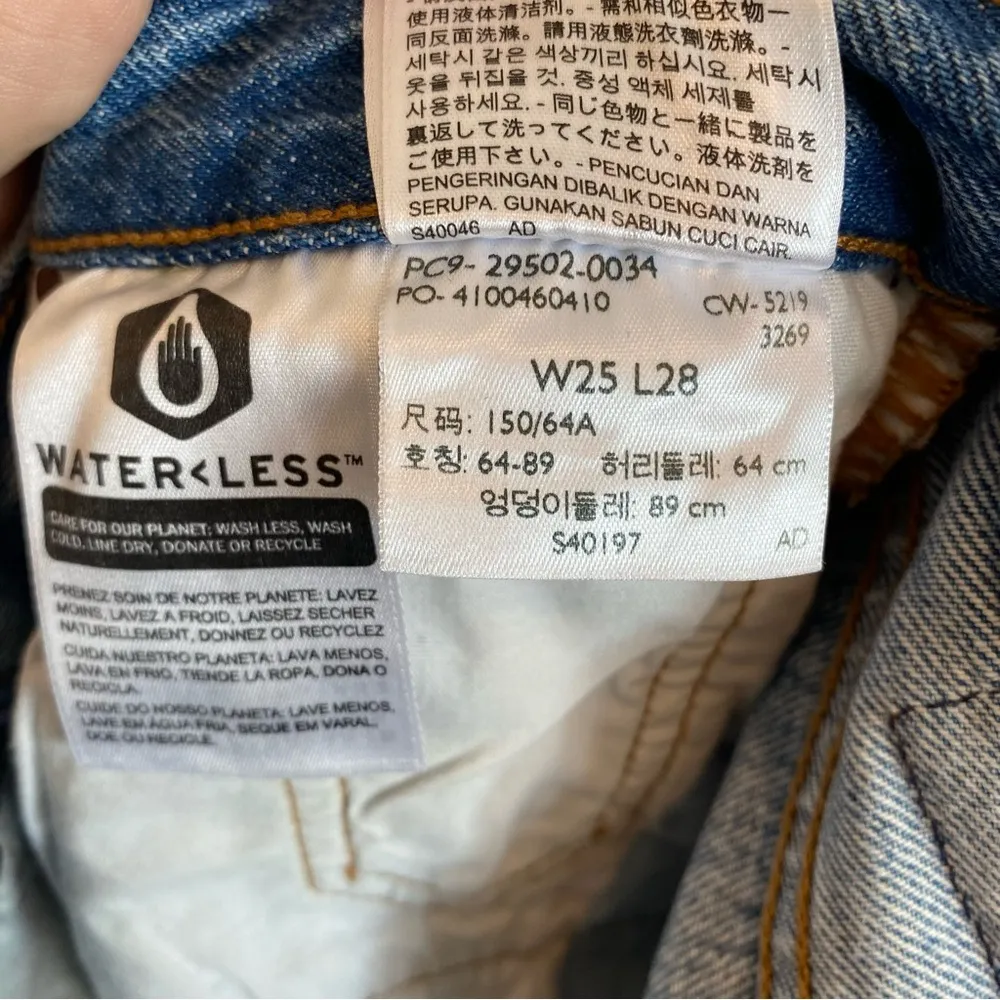 使用液体清洁剂。- 需和相似色衣物一
同反面洗滌。請用液態洗衣劑洗滌。-
세탁시 같은 색상끼리 하십시요. 세탁시
옷을 뒤집을 것. 중성 액체 세제를
사용하세요. - 同じ色物と一緒に製品を
裏返して洗ってください。液体洗剤を
ご使用下さい。- PENCUCIAN DAN
PENGERINGAN DIBALIK DENGAN WARNA
SERUPA. GUNAKAN SABUN CUCI CAIR.
S40046 AD
PC9- 29502-0034
PO- 4100460410 CW- 5219
3269
W25 L28
尺码: 150/64A
호칭: 64-89 허리둘레: 64 cm
엉덩이둘레: 89 cm
S40197 AD
WATER<LESS™
CARE FOR OUR PLANET: WASH LESS, WASH
COLD, LINE DRY, DONATE OR RECYCLE
PRENEZ SOIN DE NOTRE PLANETE: LAVEZ
MOINS, LAVEZ A FROID, LAISSEZ SECHER
NATURELLEMENT, DONNEZ OU RECYCLEZ
CUIDA NUESTRO PLANETA: LAVA MENOS,
LAVA EN FRIO, TIENDE LA ROPA, DONA O
RECICLA.
CUIDE DO NOSSO PLANETA: LAVE MENOS,
LAVE EM ÁGUA FRIA, SEQUE EM VARAL,
DOE OU RECICLE